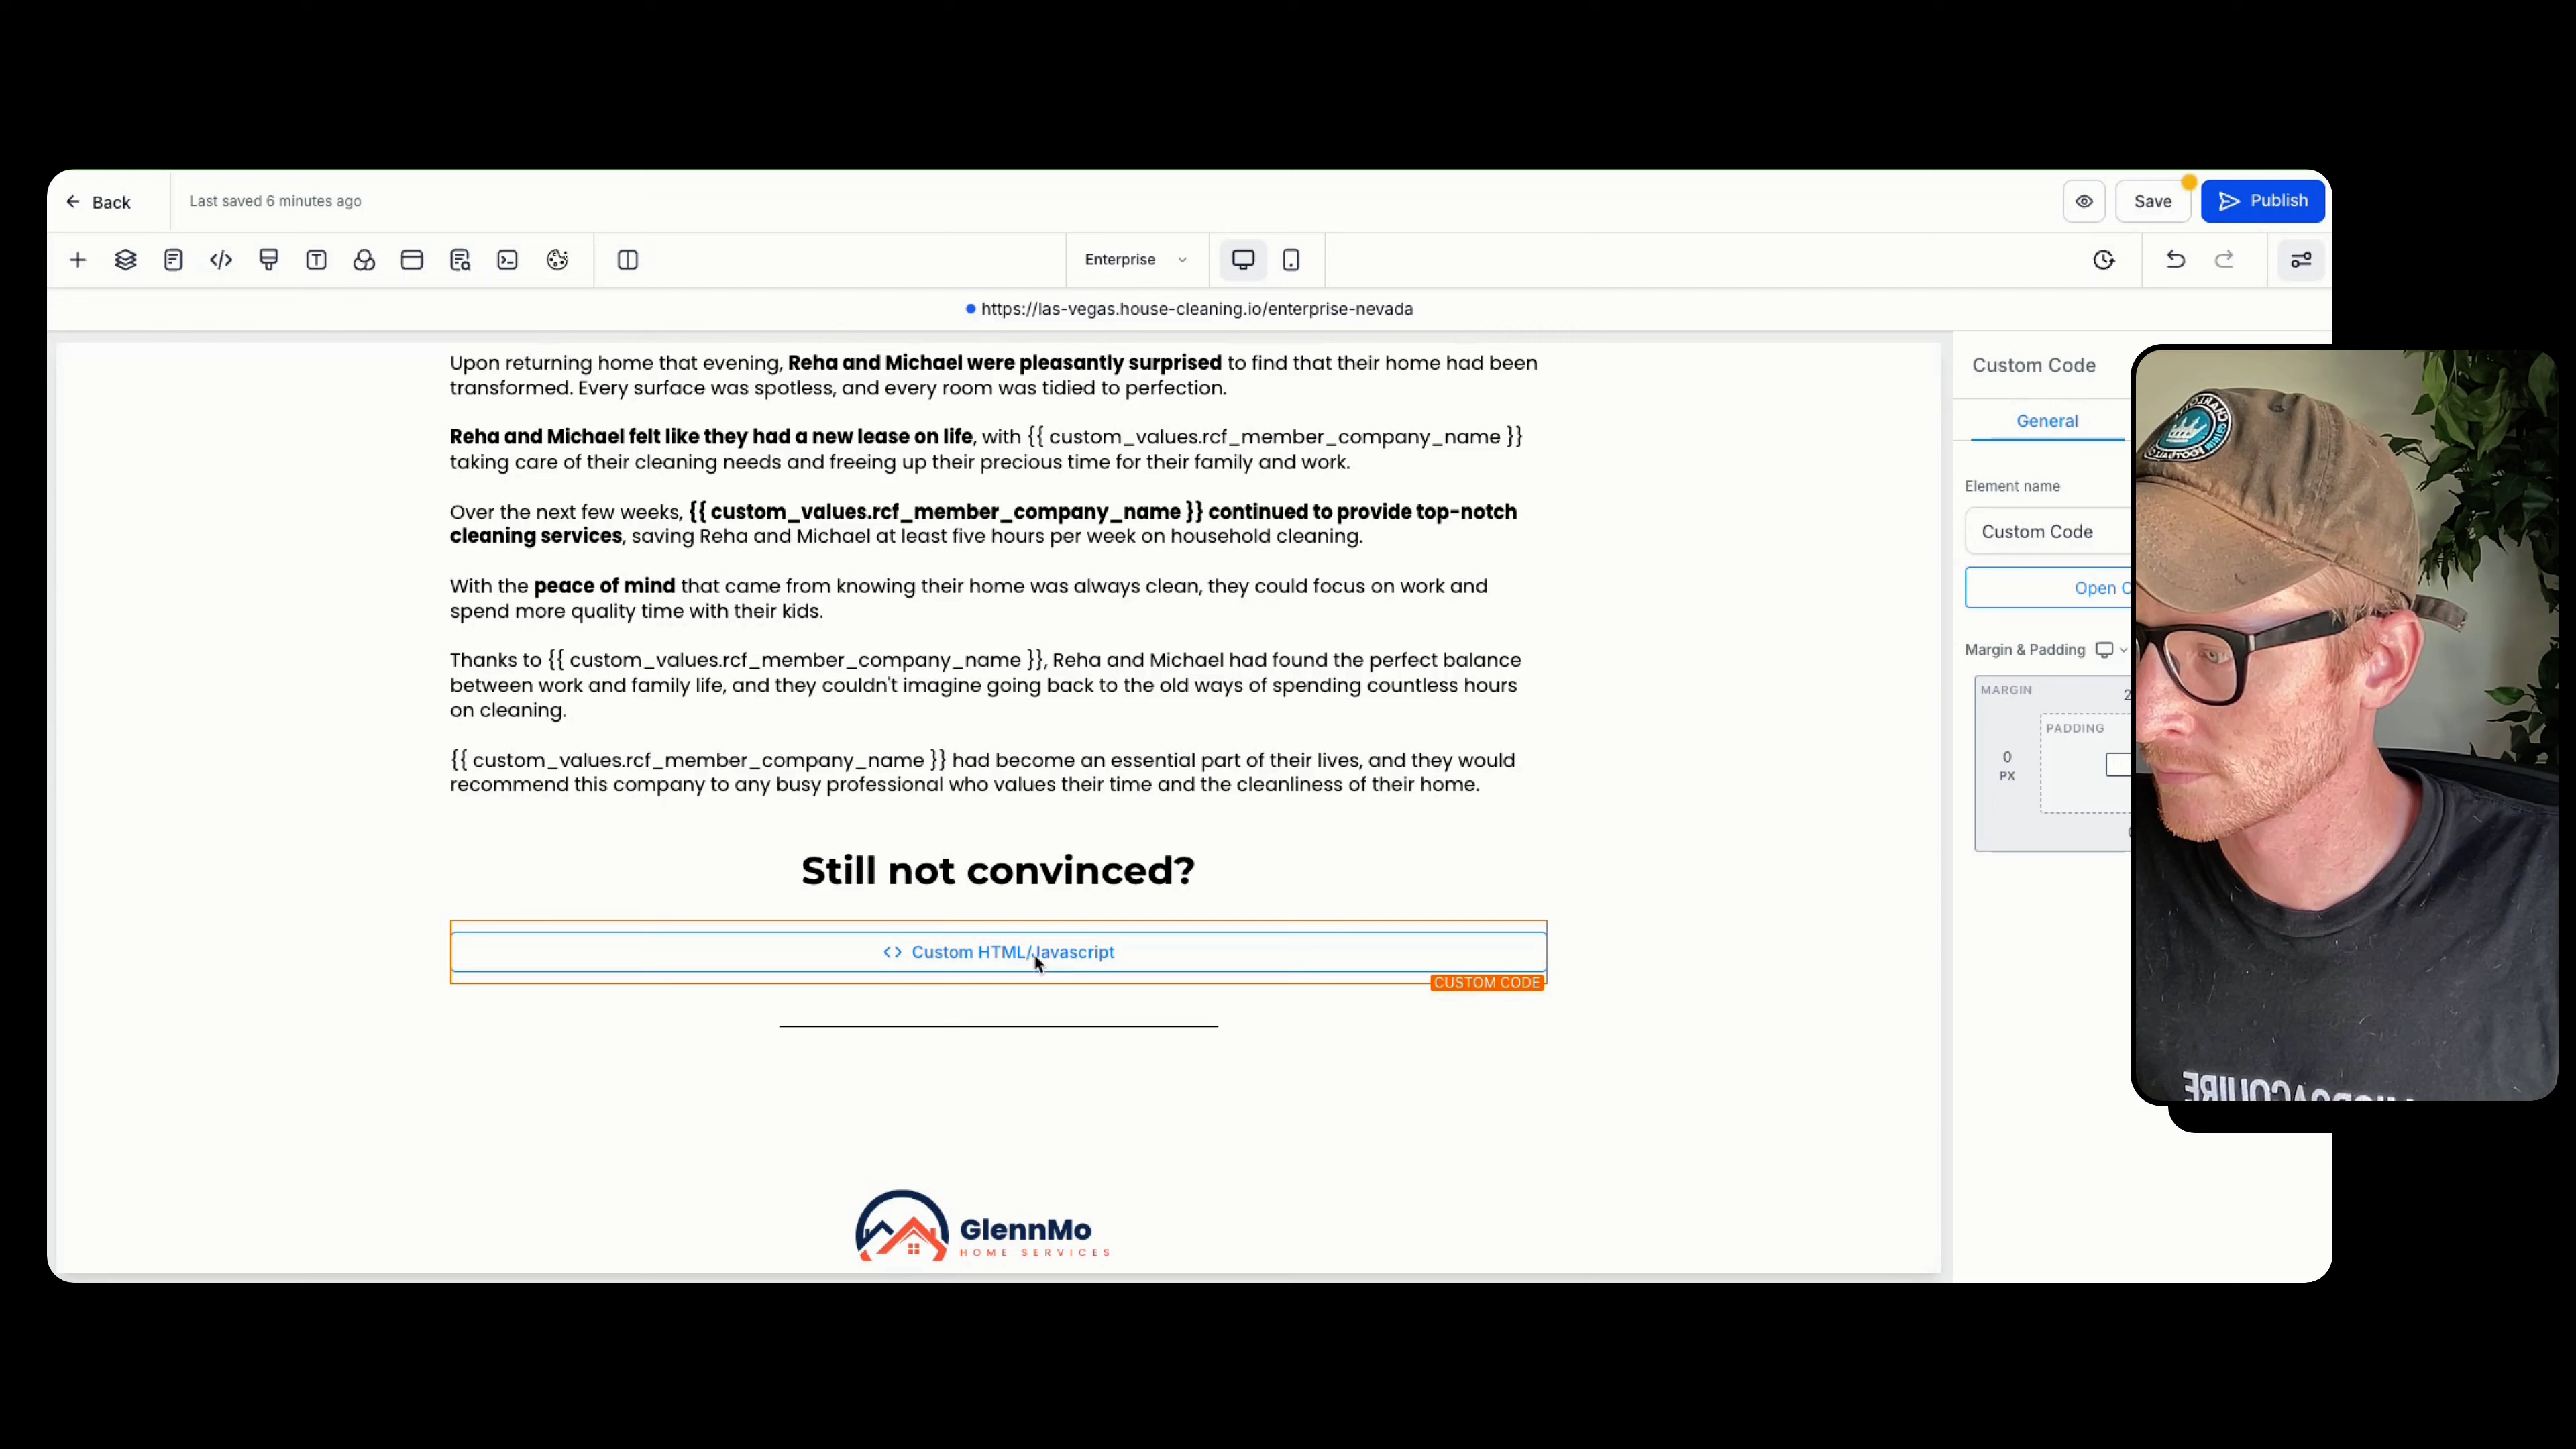 Back
Last saved 6 minutes ago
Save
Publish
Enterprise
https://las-vegas.house-cleaning.io/enterprise-nevada
Upon returning home that evening, Reha and Michael were pleasantly surprised to find that their home had been
transformed. Every surface was spotless, and every room was tidied to perfection.
Reha and Michael felt like they had a new lease on life, with {{ custom_values.rcf_member_company_name }}
taking care of their cleaning needs and freeing up their precious time for their family and work.
Over the next few weeks, {{ custom_values.rcf_member_company_name }} continued to provide top-notch
cleaning services, saving Reha and Michael at least five hours per week on household cleaning.
With the peace of mind that came from knowing their home was always clean, they could focus on work and
spend more quality time with their kids.
Thanks to {{ custom_values.rcf_member_company_name }}, Reha and Michael had found the perfect balance
between work and family life, and they couldn't imagine going back to the old ways of spending countless hours
on cleaning.
{{ custom_values.rcf_member_company_name }} had become an essential part of their lives, and they would
recommend this company to any busy professional who values their time and the cleanliness of their home.
Still not convinced?
Custom HTML/Javascript
CUSTOM CODE
GlennMo
HOME SERVICES
Custom Code
General
Element name
Custom Code
Open
Margin & Padding
MARGIN
PADDING
0
PX